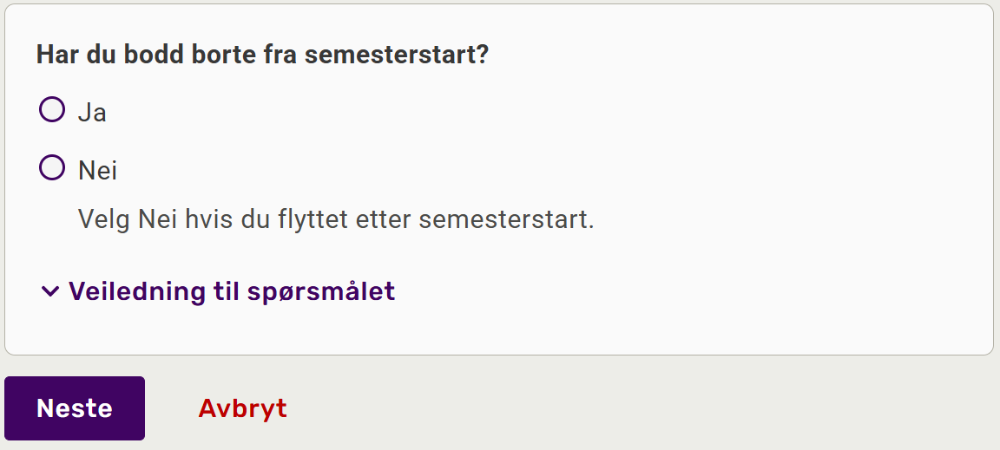 Har du bodd borte fra semesterstart?
Ja
Nei
Velg Nei hvis du flyttet etter semesterstart.
Veiledning til spørsmålet
Neste
Avbryt